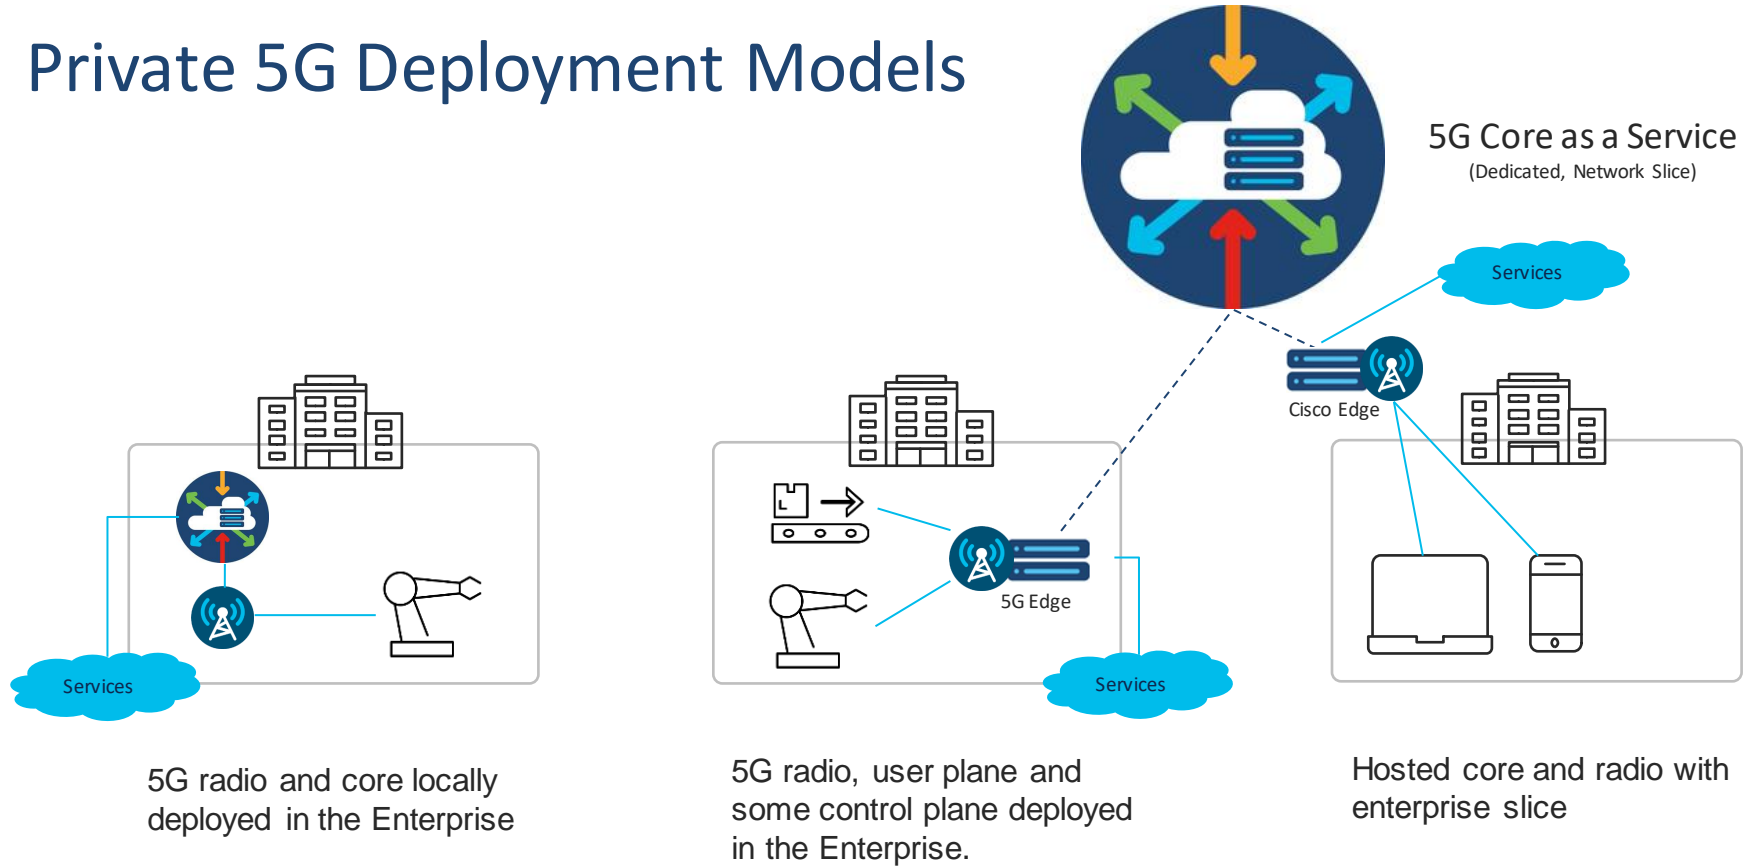 Private 5G Deployment Models
5G Core as a Service
(Dedicated, Network Slice)
Services
Cisco Edge
5G Edge
Services
Services
5G radio and core locally
deployed in the Enterprise
5G radio, user plane and
some control plane deployed
in the Enterprise.
Hosted core and radio with
enterprise slice